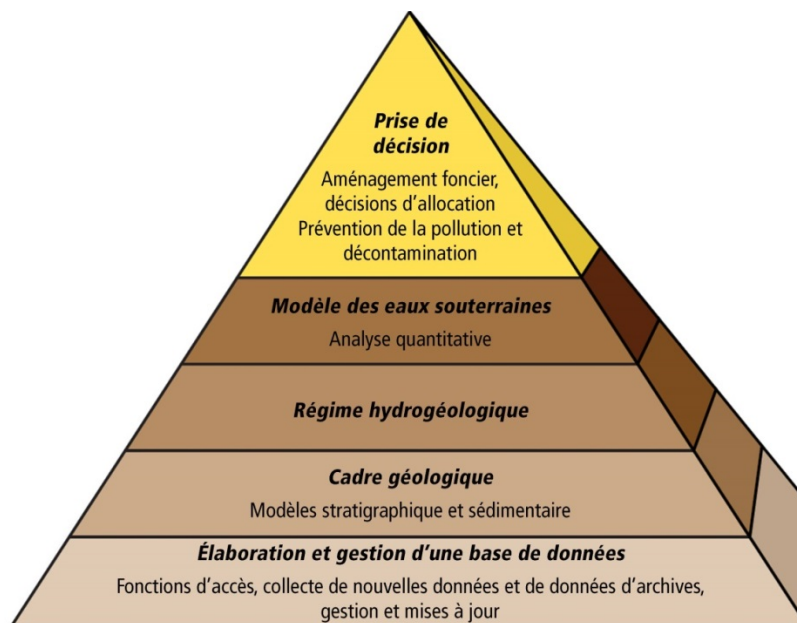 Prise de
décision
Aménagement foncier,
décisions d'allocation
Prévention de la pollution et
décontamination
Modèle des eaux souterraines
Analyse quantitative
Régime hydrogéologique
Cadre géologique
Modèles stratigraphique et sédimentaire
Élaboration et gestion d'une base de données
Fonctions d'accès, collecte de nouvelles données et de données d'archives,
gestion et mises à jour